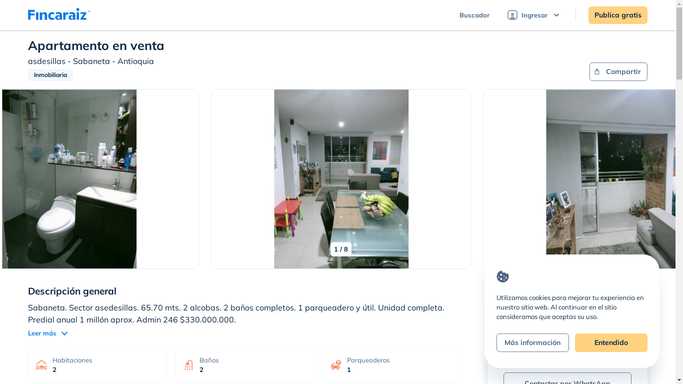 Fincaraiz
Buscador
Ingresar
Publica gratis
Apartamento en venta
asdesillas - Sabaneta - Antioquia
Inmobiliaria
Compartir
1 / 8
Descripción general
Sabaneta. Sector asedesillas. 65.70 mts. 2 alcobas. 2 baños completos. 1 parqueadero y útil. Unidad completa.
Predial anual 1 millón aprox. Admin 246 $330.000.000.
Leer más
Habitaciones
2
Baños
2
Parqueaderos
1
Utilizamos cookies para mejorar tu experiencia en
nuestro sitio web. Al continuar en el sitio
consideramos que aceptas su uso.
Más información
Entendido
Contactar por WhatsApp